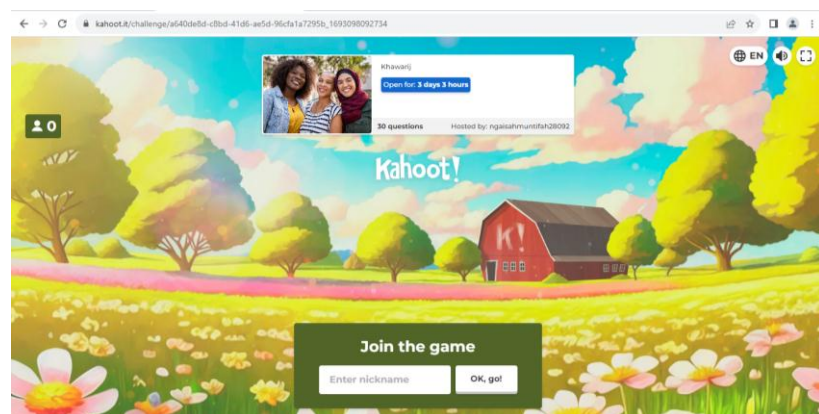 kahoot.it/challenge/a640de8d-c8bd-41d6-ae5d-96cfa1a7295b_1693098092734
EN
Khawarij
Open for: 3 days 3 hours
30 questions Hosted by: ngaisahmuntifah28092
0
Kahoot!
K!
Join the game
Enter nickname OK, go!